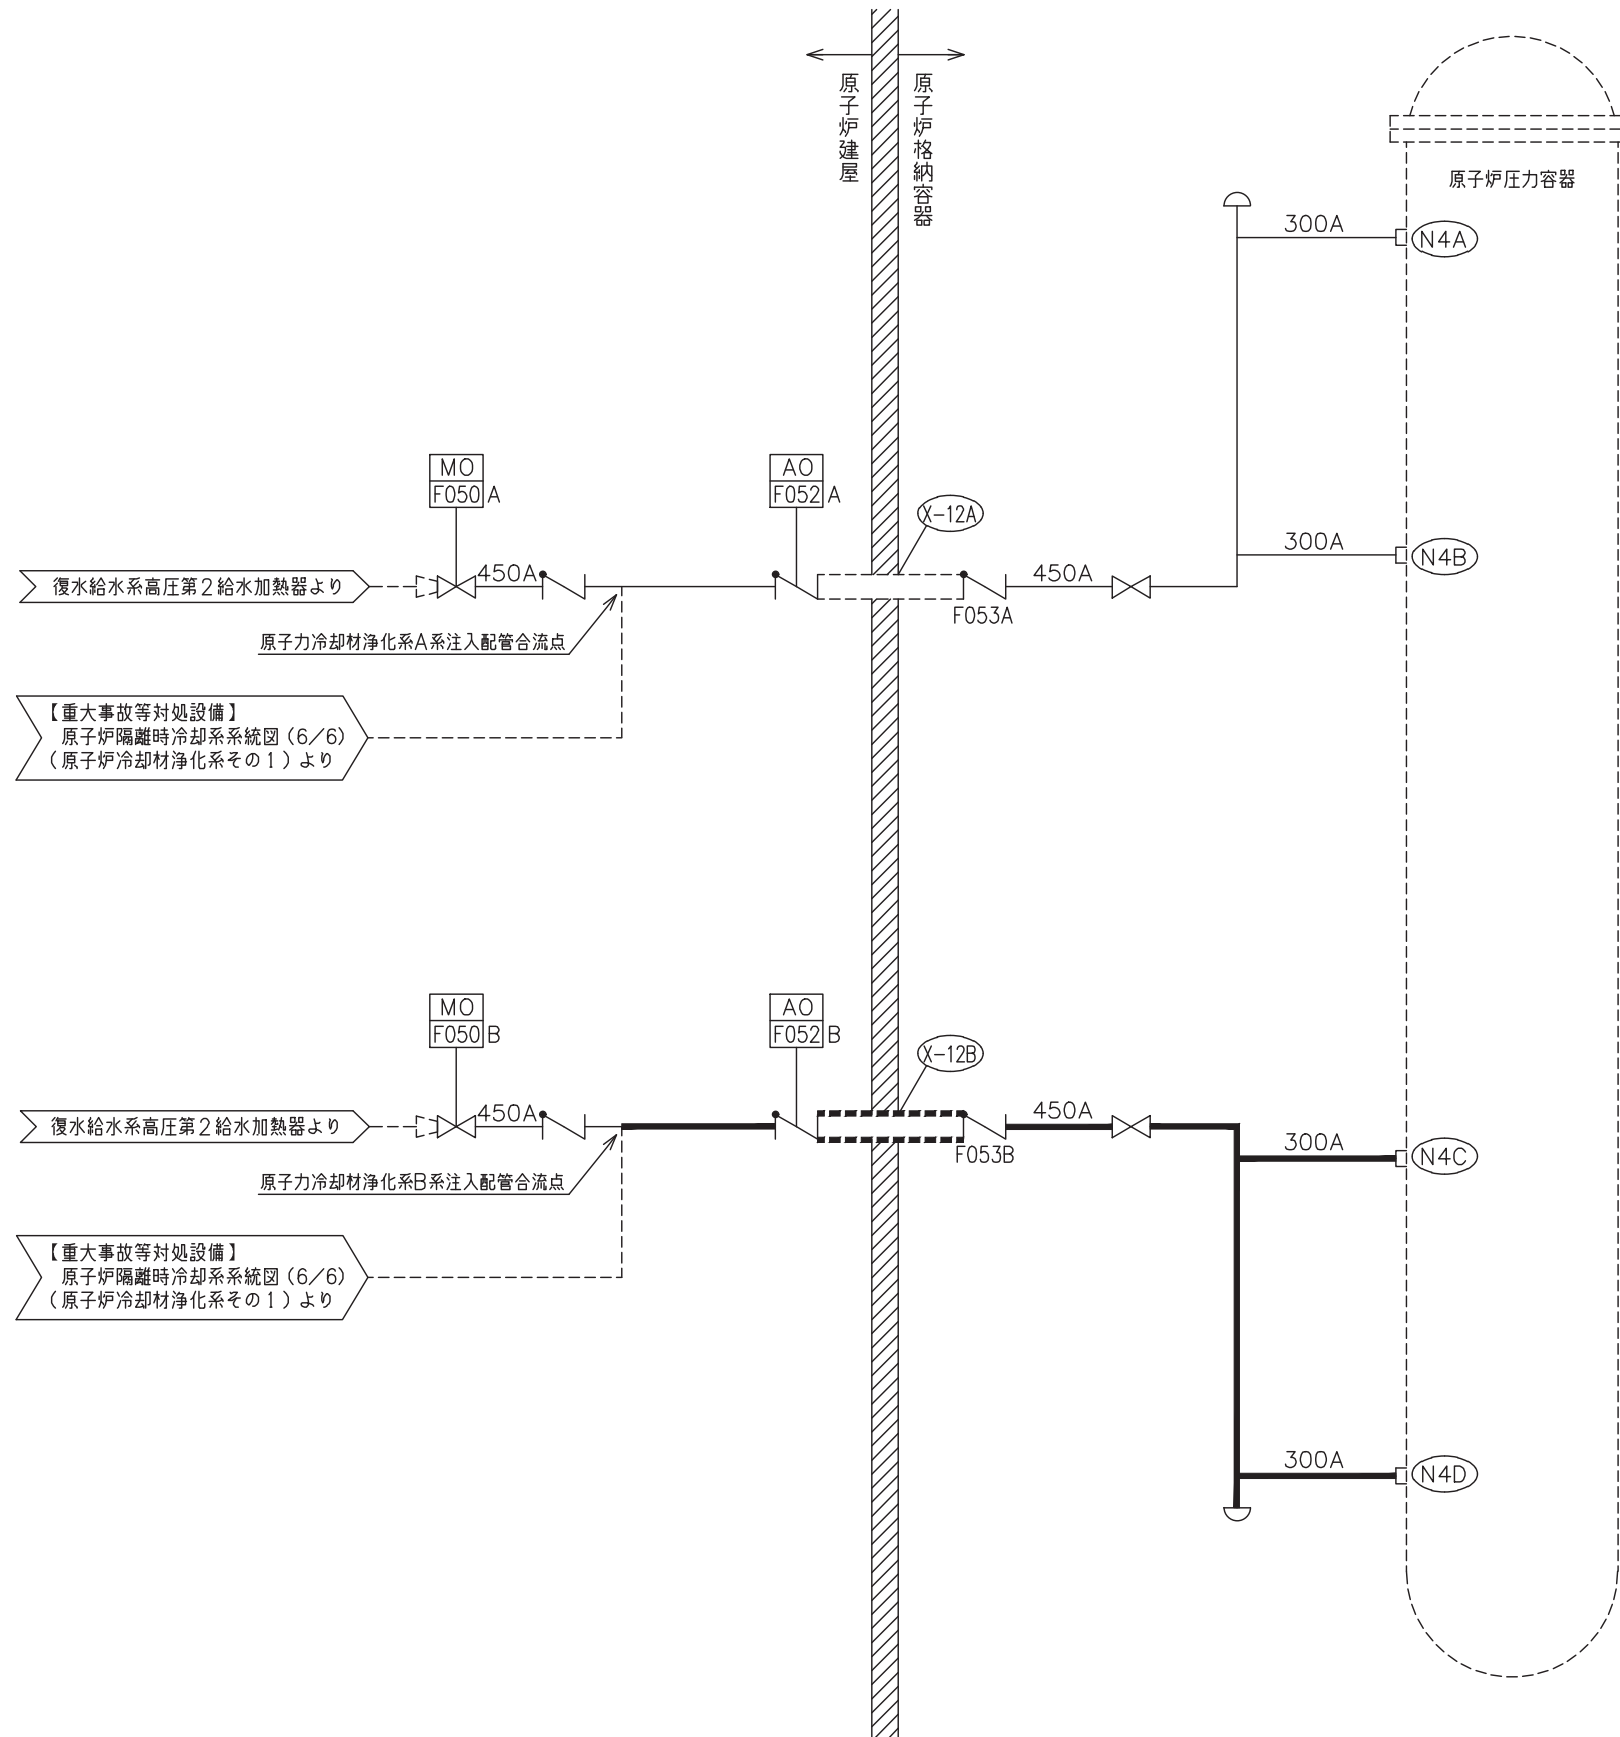 原子炉建屋
原子炉格納容器
原子炉圧力容器
300A
N4A
MO
F050 A
AO
F052 A
X-12A
300A
N4B
復水給水系高圧第2給水加熱器より
450A
450A
F053A
原子力冷却材浄化系A系注入配管合流点
【重大事故等対処設備】
原子炉隔離時冷却系系統図(6/6)
(原子炉冷却材浄化系その1)より
MO
F050 B
AO
F052 B
X-12B
復水給水系高圧第2給水加熱器より
450A
450A
F053B
300A
N4C
原子力冷却材浄化系B系注入配管合流点
【重大事故等対処設備】
原子炉隔離時冷却系系統図(6/6)
(原子炉冷却材浄化系その1)より
300A
N4D